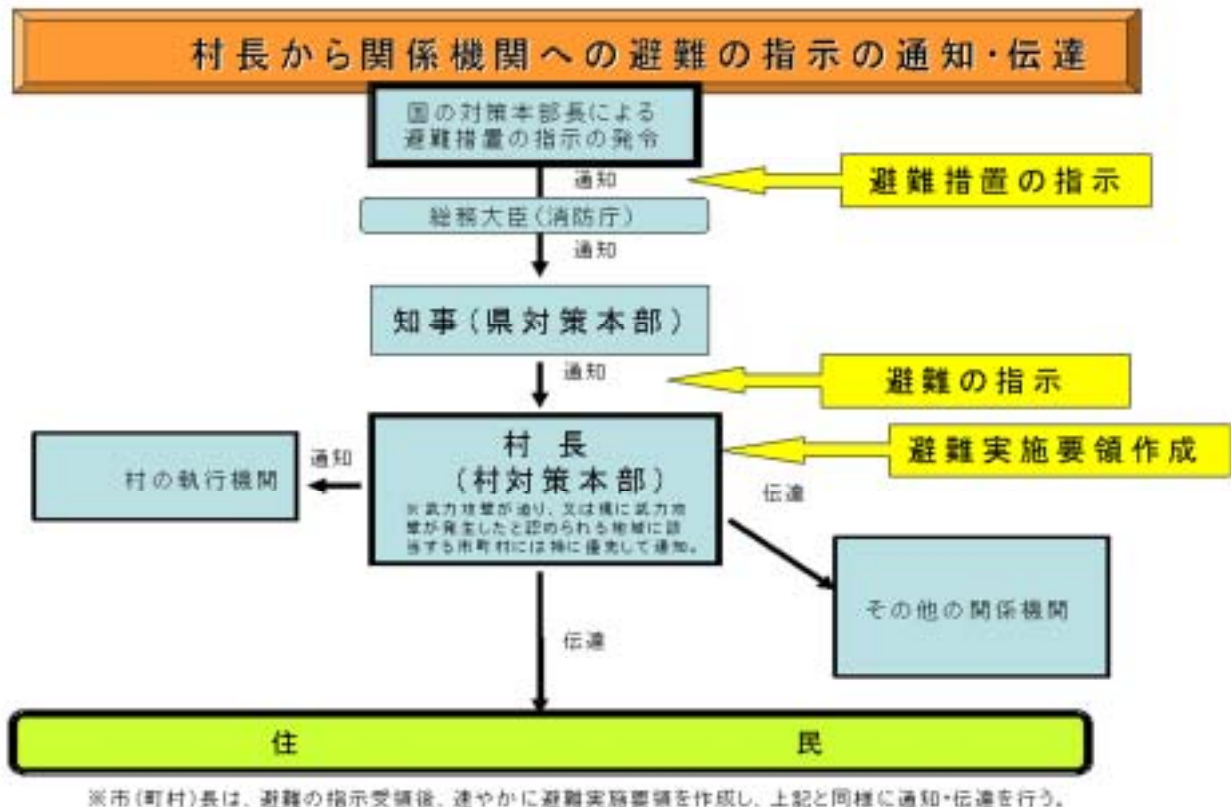 村長から関係機関への避難の指示の通知・伝達
国の対策本部長による
避難措置の指示の発令
通知
避難措置の指示
総務大臣(消防庁)
通知
知事(県対策本部)
通知
避難の指示
村 長
(村対策本部)
※武力攻撃が迫り、又は現に武力攻
撃が発生したと認められる地域に該
当する市町村には特に優先して通知。
避難実施要領作成
通知
村の執行機関
伝達
その他の関係機関
伝達
住 民
※市(町村)長は、避難の指示受領後、速やかに避難実施要領を作成し、上記と同様に通知・伝達を行う。